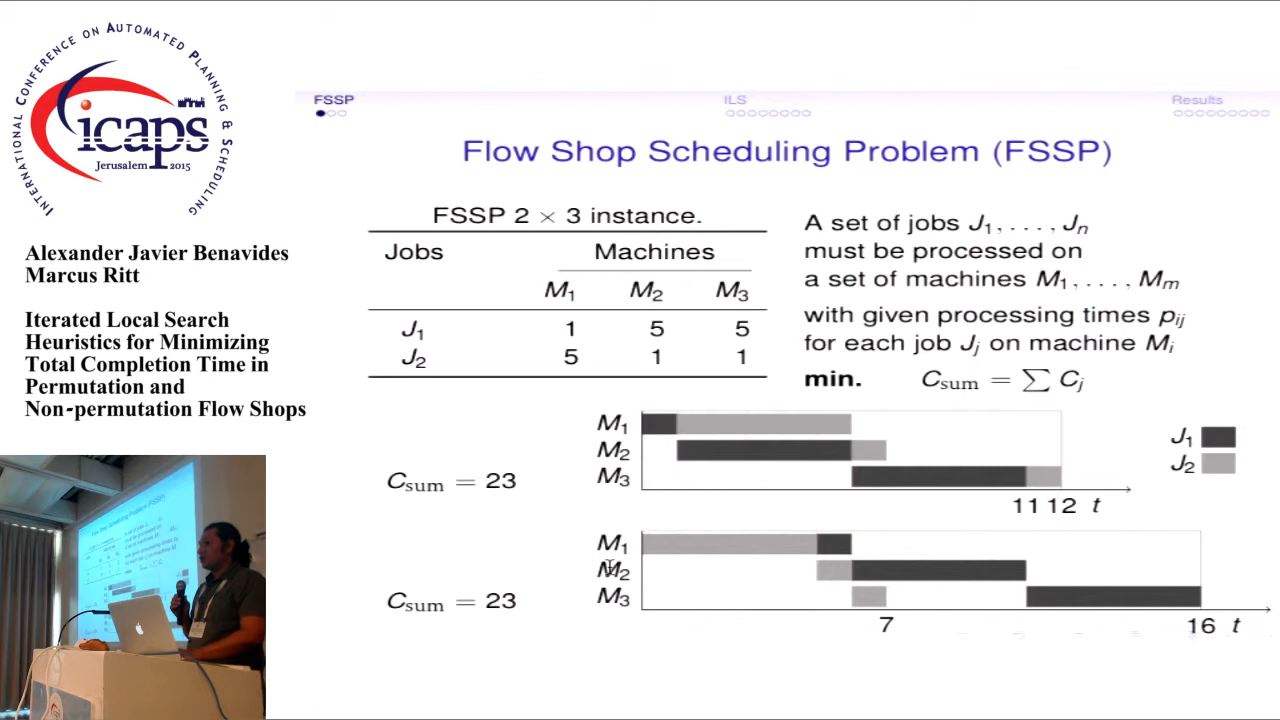 INTERNATIONAL CONFERENCE ON AUTOMATED PLANNING & SCHEDULING
icaps
Jerusalem 2015
Alexander Javier Benavides
Marcus Ritt
Iterated Local Search
Heuristics for Minimizing
Total Completion Time in
Permutation and
Non-permutation Flow Shops
FSSP ILS Results
Flow Shop Scheduling Problem (FSSP)
FSSP 2 × 3 instance.
Jobs Machines
M1 M2 M3
J1 1 5 5
J2 5 1 1
A set of jobs J1, . . . , Jn
must be processed on
a set of machines M1, . . . , Mm
with given processing times pij
for each job Jj on machine Mi
min. Csum = ∑ Cj
Csum = 23
M1
M2
M3
11 12 t
J1
J2
Csum = 23
M1
M2
M3
7 16 t